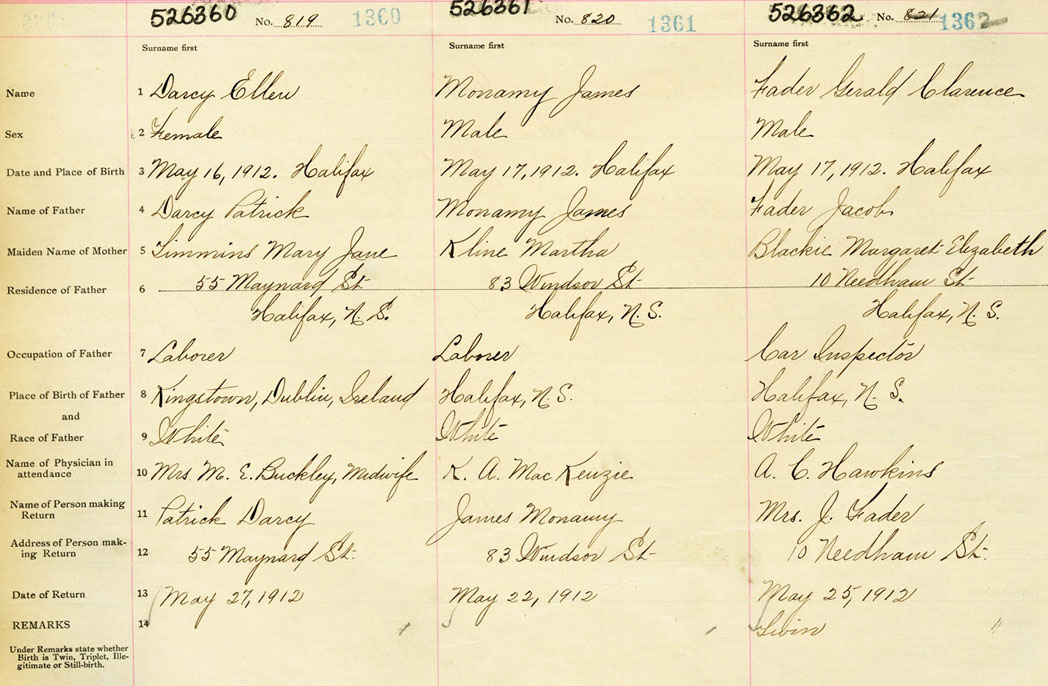 526360 No. 819 1360 526361 No. 820 1361 526362 No. 821 1362
Surname first Surname first Surname first
Name 1 Darcy Ellen Monamy James Fader Gerald Clarence
Sex 2 Female Male Male
Date and Place of Birth 3 May 16, 1912. Halifax May 17, 1912. Halifax May 17, 1912. Halifax
Name of Father 4 Darcy Patrick Monamy James Fader Jacob
Maiden Name of Mother 5 Timmins Mary Jane Kline Martha Blackie Margaret Elizabeth
Residence of Father 6 55 Maynard St 83 Windsor St 10 Needham St
Halifax, N. S. Halifax, N. S. Halifax, N. S.
Occupation of Father 7 Laborer Laborer Car Inspector
Place of Birth of Father 8 Kingstown, Dublin, Ireland Halifax, N. S. Halifax, N. S.
and
Race of Father 9 White White White
Name of Physician in
attendance 10 Mrs M. E. Buckley, Midwife K. A. MacKenzie A. C. Hawkins
Name of Person making
Return 11 Patrick Darcy James Monamy Mrs. J. Fader
Address of Person mak-
ing Return 12 55 Maynard St. 83 Windsor St 10 Needham St.
Date of Return 13 May 27, 1912 May 22, 1912 May 25, 1912
REMARKS 14 Twin
Under Remarks state whether
Birth is Twin, Triplet, Ille-
gitimate or Still-birth.